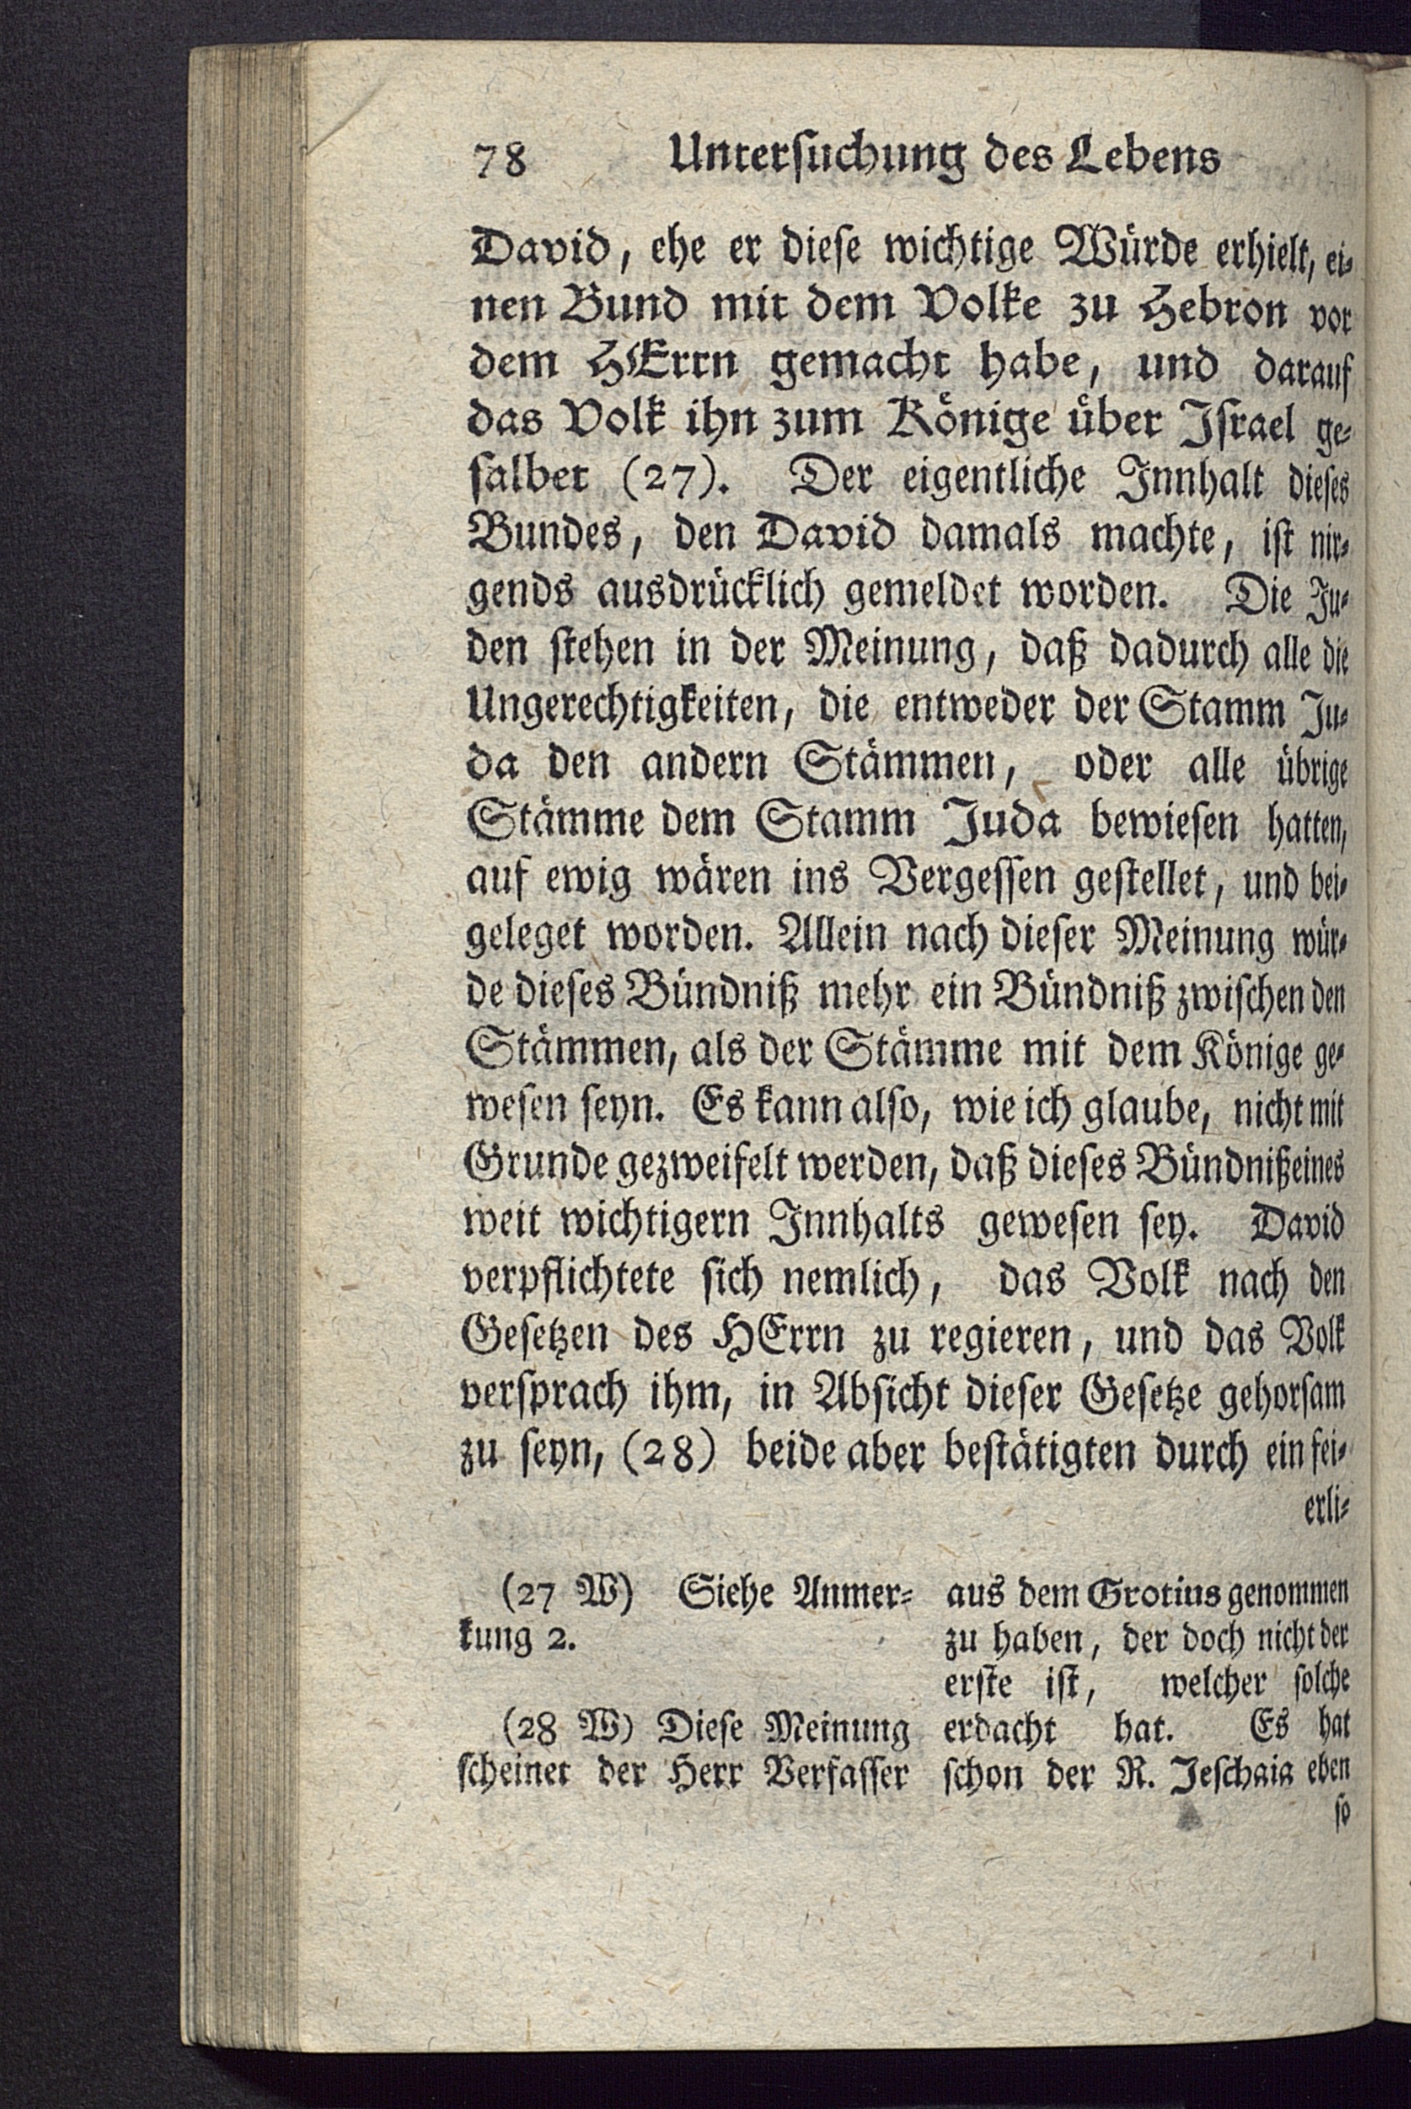 78 Untersuchung des Lebens
David, ehe er diese wichtige Würde erhielt, ei-
nen Bund mit dem Volke zu Hebron vor
dem HErrn gemacht habe, und darauf
das Volk ihn zum Könige über Israel ge-
salbet (27). Der eigentliche Innhalt dieses
Bundes, den David damals machte, ist nir-
gends ausdrücklich gemeldet worden. Die Ju-
den stehen in der Meinung, daß dadurch alle die
Ungerechtigkeiten, die entweder der Stamm Ju-
da den andern Stämmen, oder alle übrige
Stämme dem Stamm Juda bewiesen hatten,
auf ewig wären ins Vergessen gestellet, und bei-
geleget worden. Allein nach dieser Meinung wür-
de dieses Bündniß mehr ein Bündniß zwischen den
Stämmen, als der Stämme mit dem Könige ge-
wesen seyn. Es kann also, wie ich glaube, nicht mit
Grunde gezweifelt werden, daß dieses Bündniß eines
weit wichtigern Innhalts gewesen sey. David
verpflichtete sich nemlich, das Volk nach den
Gesetzen des HErrn zu regieren, und das Volk
versprach ihm, in Absicht dieser Gesetze gehorsam
zu seyn, (28) beide aber bestätigten durch ein fei-
erli-
(27 W) Siehe Anmer-
kung 2.
(28 W) Diese Meinung
scheinet der Herr Verfasser
aus dem Grotius genommen
zu haben, der doch nicht der
erste ist, welcher solche
erdacht hat. Es hat
schon der R. Jeschaia eben
so